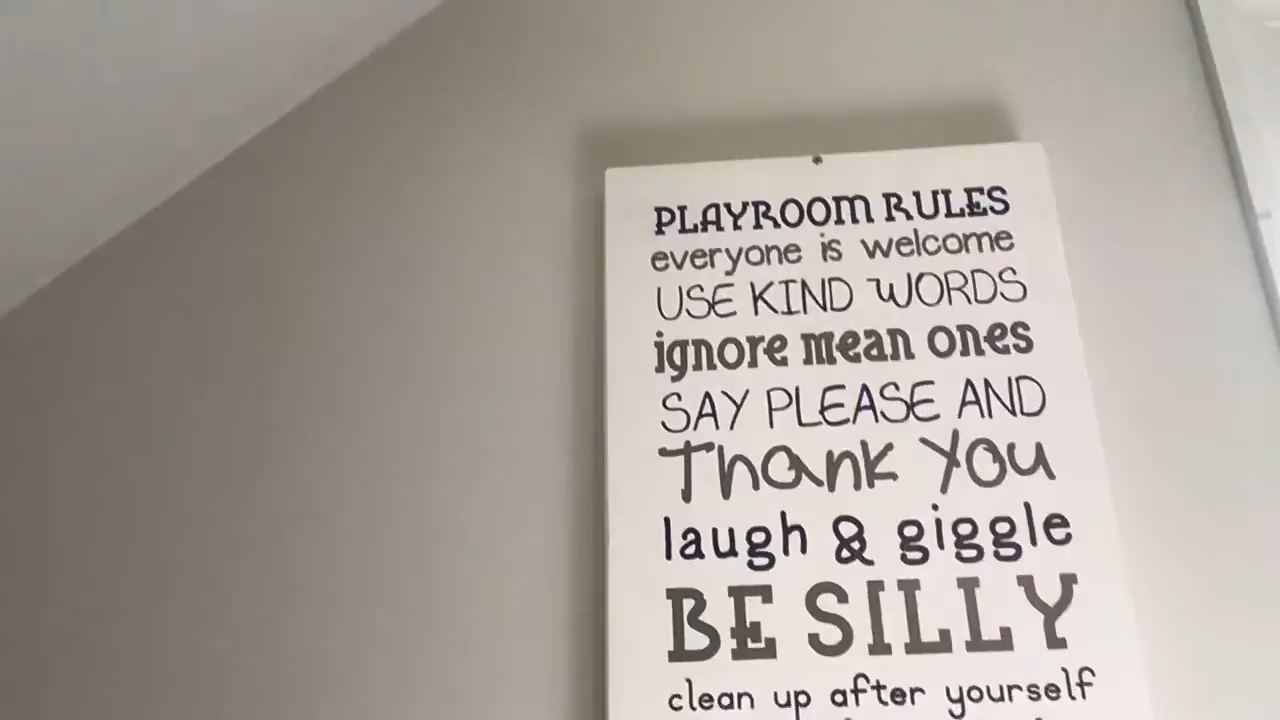 PLAYROOM RULES
everyone is welcome
USE KIND WORDS
ignore mean ones
SAY PLEASE AND
Thank You
laugh & giggle
BE SILLY
clean up after yourself